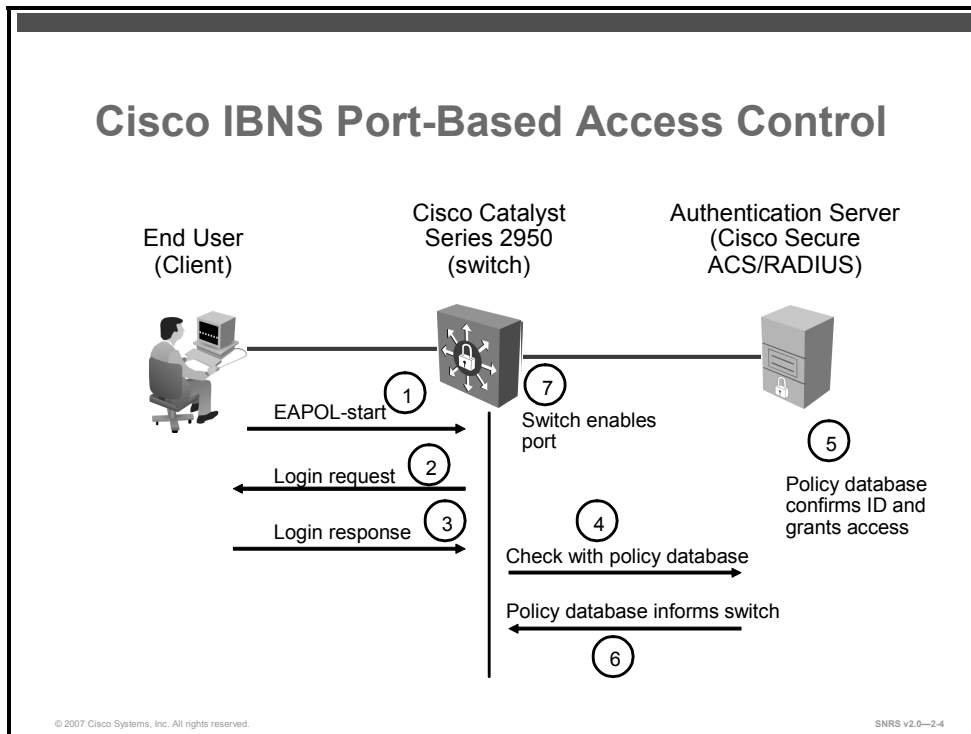 Cisco IBNS Port-Based Access Control
End User
(Client)
Cisco Catalyst
Series 2950
(switch)
Authentication Server
(Cisco Secure
ACS/RADIUS)
1
EAPOL-start
7
Switch enables
port
5
Policy database
confirms ID and
grants access
2
Login request
3
Login response
4
Check with policy database
Policy database informs switch
6
© 2007 Cisco Systems, Inc. All rights reserved.
SNRS v2.0—2-4